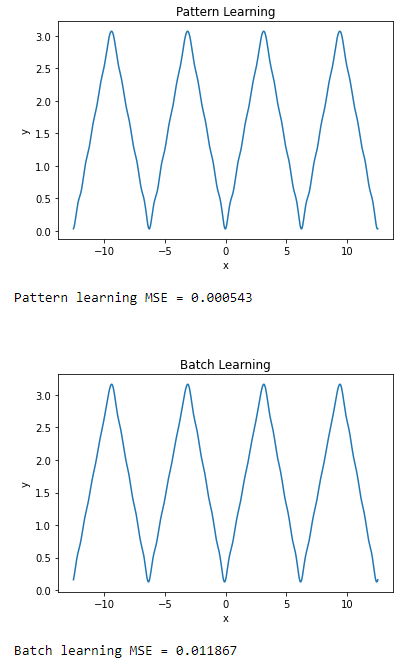 Pattern Learning
3.0
2.5
2.0
1.5
1.0
0.5
0.0
y
−10 −5 0 5 10
x
Pattern learning MSE = 0.000543
Batch Learning
3.0
2.5
2.0
1.5
1.0
0.5
0.0
y
−10 −5 0 5 10
x
Batch learning MSE = 0.011867